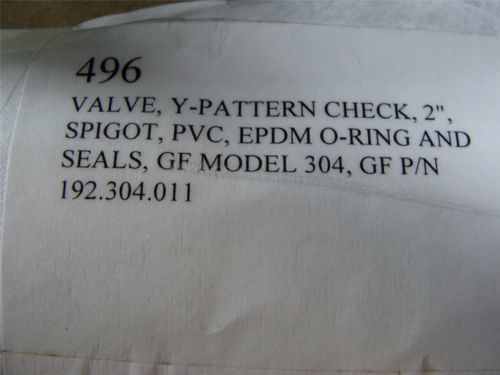 496
VALVE, Y-PATTERN CHECK, 2",
SPIGOT, PVC, EPDM O-RING AND
SEALS, GF MODEL 304, GF P/N
192.304.011